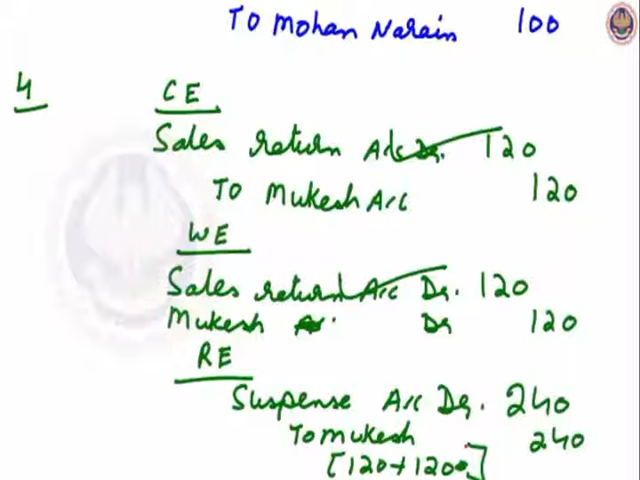 To Mohan Narain 100
4 CE
Sales return A/c Dr. 120
To Mukesh A/c 120
WE
Sales return A/c Dr. 120
Mukesh Dr 120
RE
Suspense A/c Dr. 240
To Mukesh 240
[120+120]